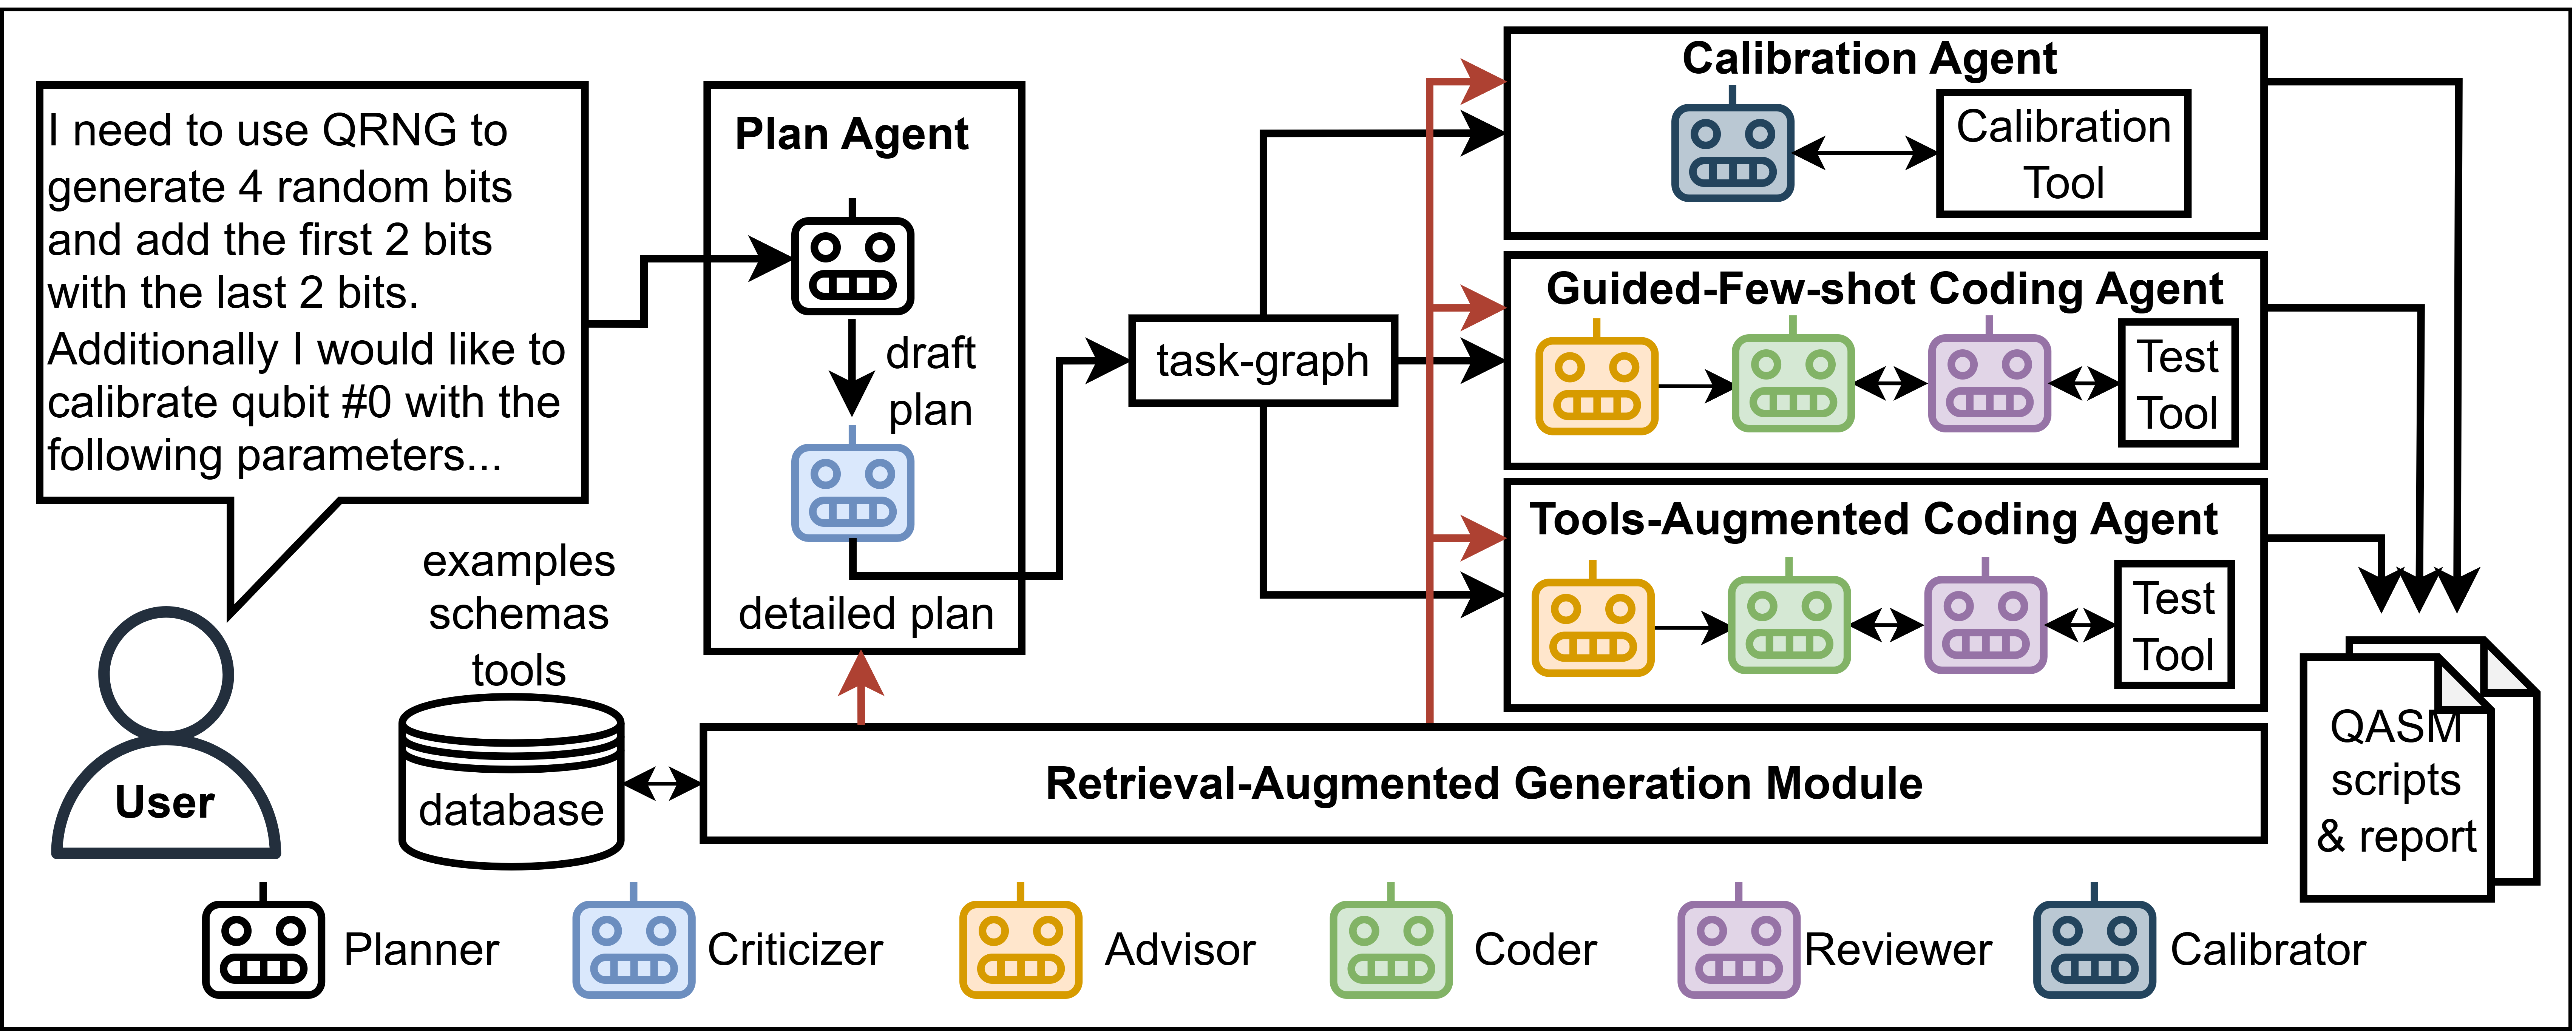 I need to use QRNG to
generate 4 random bits
and add the first 2 bits
with the last 2 bits.
Additionally I would like to
calibrate qubit #0 with the
following parameters...
User
examples
schemas
tools
database
Plan Agent
draft
plan
detailed plan
task-graph
Calibration Agent
Calibration
Tool
Guided-Few-shot Coding Agent
Test
Tool
Tools-Augmented Coding Agent
Test
Tool
Retrieval-Augmented Generation Module
QASM
scripts
& report
Planner
Criticizer
Advisor
Coder
Reviewer
Calibrator